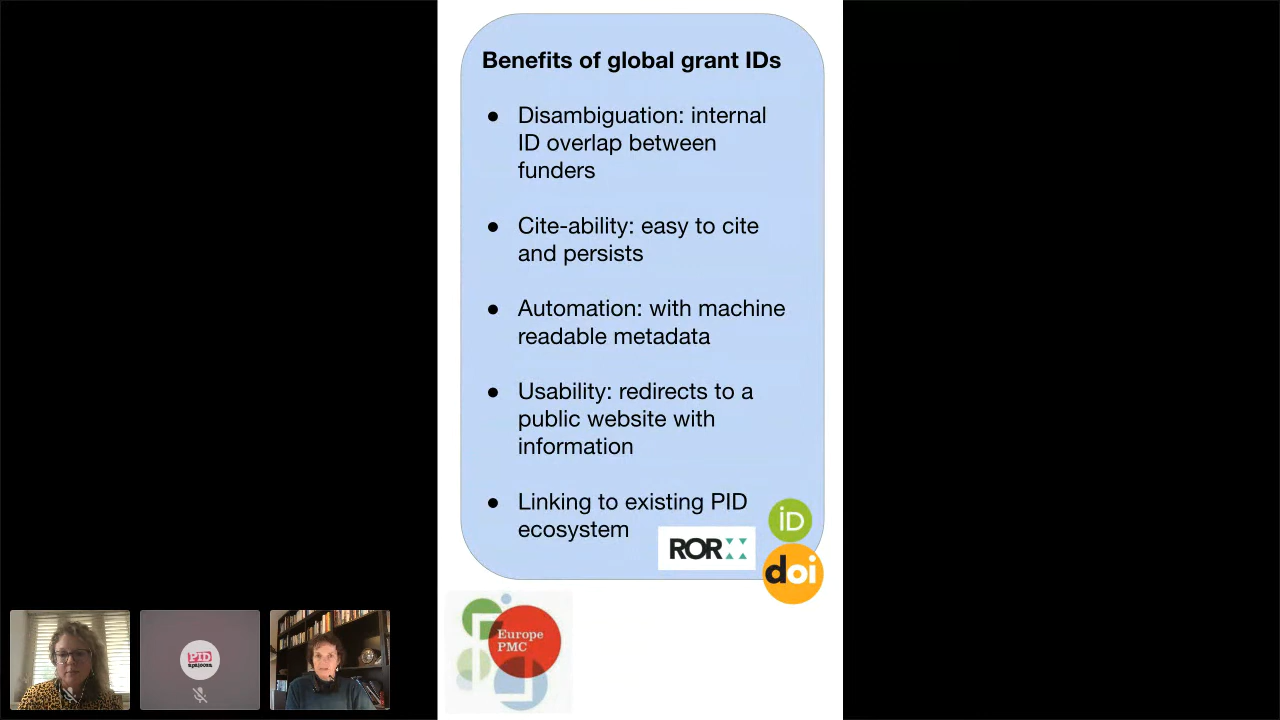 Benefits of global grant IDs
● Disambiguation: internal
ID overlap between
funders
● Cite-ability: easy to cite
and persists
● Automation: with machine
readable metadata
● Usability: redirects to a
public website with
information
● Linking to existing PID
ecosystem
ROR
iD
doi
Europe
PMC
PID